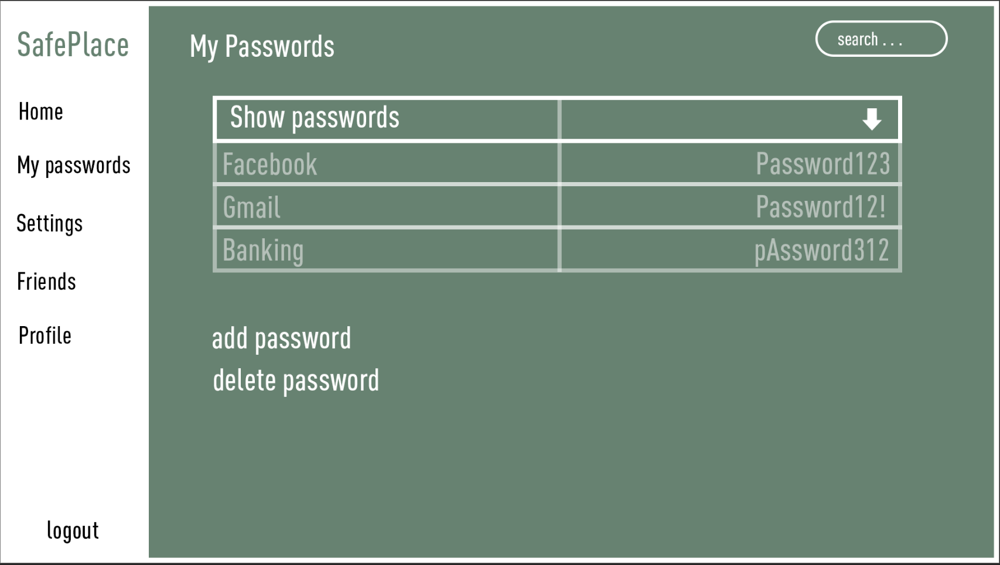 SafePlace
Home
My passwords
Settings
Friends
Profile
logout
My Passwords
search . . .
Show passwords
Facebook Password123
Gmail Password12!
Banking pAssword312
add password
delete password